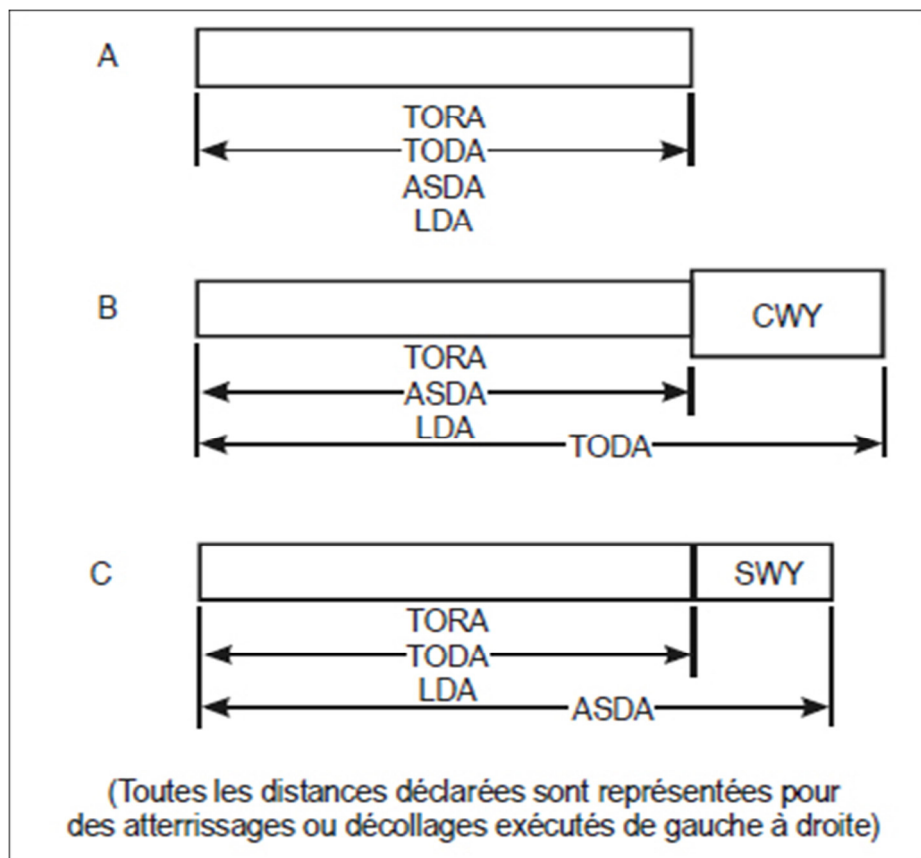 A
TORA
TODA
ASDA
LDA
B
CWY
TORA
ASDA
LDA
TODA
C
SWY
TORA
TODA
LDA
ASDA
(Toutes les distances déclarées sont représentées pour
des atterrissages ou décollages exécutés de gauche à droite)